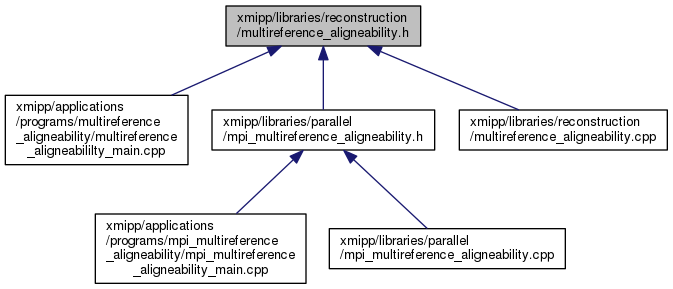 xmipp/libraries/reconstruction
/multireference_aligneability.h
xmipp/applications
/programs/multireference
_aligneability/multireference
_aligneabililty_main.cpp
xmipp/libraries/parallel
/mpi_multireference_aligneability.h
xmipp/libraries/reconstruction
/multireference_aligneability.cpp
xmipp/applications
/programs/mpi_multireference
_aligneability/mpi_multireference
_aligneability_main.cpp
xmipp/libraries/parallel
/mpi_multireference_aligneability.cpp